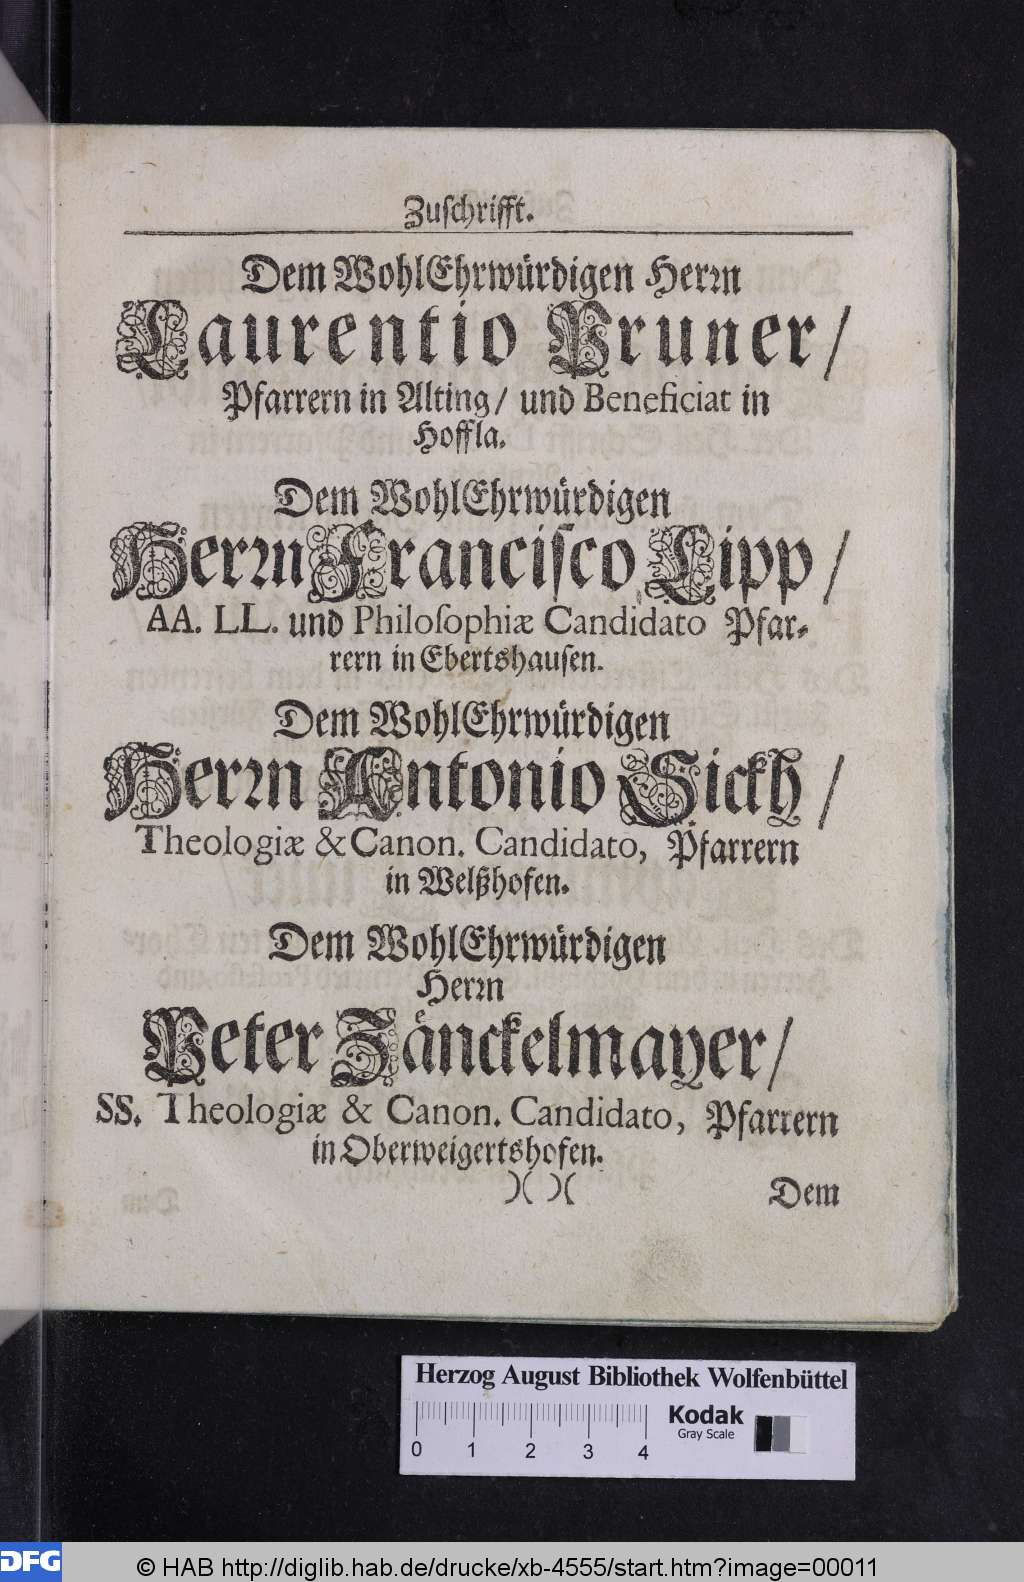 Zuſchrifft.
Dem WohlEhrwürdigen Herrn
Laurentio Pruner/
Pfarrern in Alting/ und Beneficiat in
Hoffla.
Dem WohlEhrwürdigen
Herrn Franciſco Lipp/
AA. LL. und Philoſophiæ Candidato Pfar-
rern in Ebertshauſen.
Dem WohlEhrwürdigen
Herrn Antonio Sickh/
Theologiæ & Canon. Candidato, Pfarrern
in Welßhofen.
Dem WohlEhrwürdigen
Herrn
Peter Zänckelmayer/
SS. Theologiæ & Canon. Candidato, Pfarrern
in Oberweigertshofen.
)( )(
Dem
Herzog August Bibliothek Wolfenbüttel
Kodak
Gray Scale
0 1 2 3 4
DFG
© HAB http://diglib.hab.de/drucke/xb-4555/start.htm?image=00011